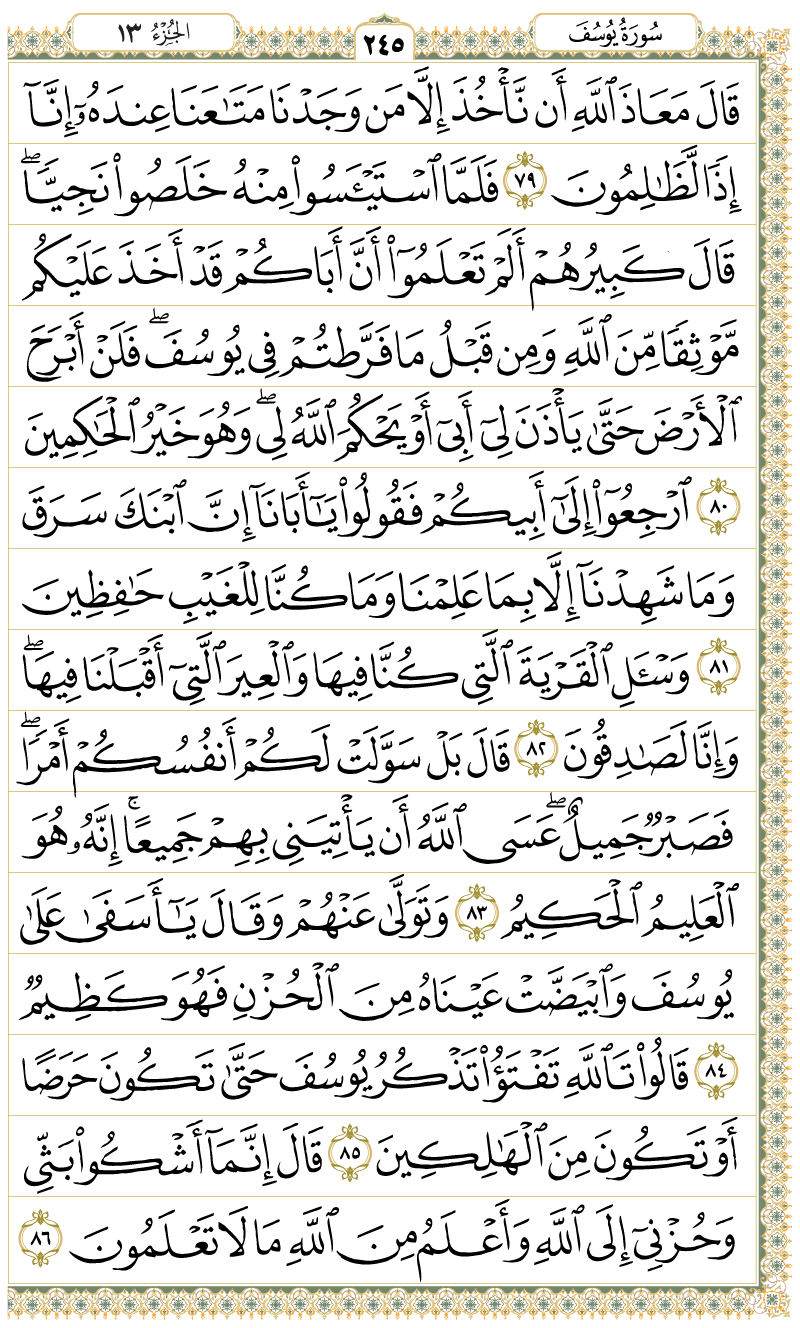 سُورَةُ يُوسُفَ ٢٤٥ الجُزْءُ ١٣
قَالَ مَعَاذَ ٱللَّهِ أَن نَّأۡخُذَ إِلَّا مَن وَجَدۡنَا مَتَٰعَنَا عِندَهُۥٓ إِنَّآ
إِذٗا لَّظَٰلِمُونَ ٧٩ فَلَمَّا ٱسۡتَيۡـَٔسُواْ مِنۡهُ خَلَصُواْ نَجِيّٗاۖ
قَالَ كَبِيرُهُمۡ أَلَمۡ تَعۡلَمُوٓاْ أَنَّ أَبَاكُمۡ قَدۡ أَخَذَ عَلَيۡكُم
مَّوۡثِقٗا مِّنَ ٱللَّهِ وَمِن قَبۡلُ مَا فَرَّطتُمۡ فِي يُوسُفَۖ فَلَنۡ أَبۡرَحَ
ٱلۡأَرۡضَ حَتَّىٰ يَأۡذَنَ لِيٓ أَبِيٓ أَوۡ يَحۡكُمَ ٱللَّهُ لِيۖ وَهُوَ خَيۡرُ ٱلۡحَٰكِمِينَ
٨٠ ٱرۡجِعُوٓاْ إِلَىٰٓ أَبِيكُمۡ فَقُولُواْ يَٰٓأَبَانَآ إِنَّ ٱبۡنَكَ سَرَقَ
وَمَا شَهِدۡنَآ إِلَّا بِمَا عَلِمۡنَا وَمَا كُنَّا لِلۡغَيۡبِ حَٰفِظِينَ
٨١ وَسۡـَٔلِ ٱلۡقَرۡيَةَ ٱلَّتِي كُنَّا فِيهَا وَٱلۡعِيرَ ٱلَّتِيٓ أَقۡبَلۡنَا فِيهَاۖ
وَإِنَّا لَصَٰدِقُونَ ٨٢ قَالَ بَلۡ سَوَّلَتۡ لَكُمۡ أَنفُسُكُمۡ أَمۡرٗاۖ
فَصَبۡرٞ جَمِيلٌۖ عَسَى ٱللَّهُ أَن يَأۡتِيَنِي بِهِمۡ جَمِيعًاۚ إِنَّهُۥ هُوَ
ٱلۡعَلِيمُ ٱلۡحَكِيمُ ٨٣ وَتَوَلَّىٰ عَنۡهُمۡ وَقَالَ يَٰٓأَسَفَىٰ عَلَىٰ
يُوسُفَ وَٱبۡيَضَّتۡ عَيۡنَاهُ مِنَ ٱلۡحُزۡنِ فَهُوَ كَظِيمٞ
٨٤ قَالُواْ تَٱللَّهِ تَفۡتَؤُاْ تَذۡكُرُ يُوسُفَ حَتَّىٰ تَكُونَ حَرَضًا
أَوۡ تَكُونَ مِنَ ٱلۡهَٰلِكِينَ ٨٥ قَالَ إِنَّمَآ أَشۡكُواْ بَثِّي
وَحُزۡنِيٓ إِلَى ٱللَّهِ وَأَعۡلَمُ مِنَ ٱللَّهِ مَا لَا تَعۡلَمُونَ ٨٦